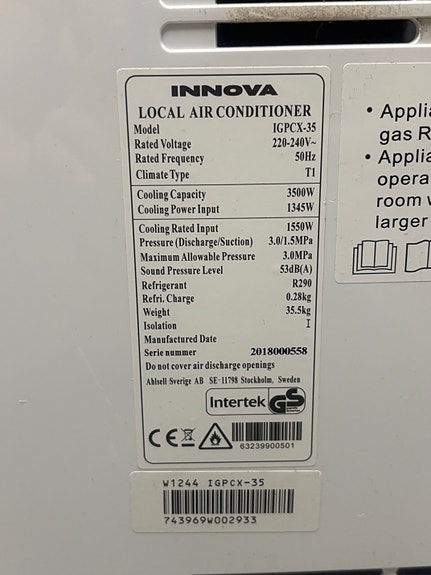 INNOVA
LOCAL AIR CONDITIONER
Model IGPCX-35
Rated Voltage 220-240V~
Rated Frequency 50Hz
Climate Type T1
Cooling Capacity 3500W
Cooling Power Input 1345W
Cooling Rated Input 1550W
Pressure (Discharge/Suction) 3.0/1.5MPa
Maximum Allowable Pressure 3.0MPa
Sound Pressure Level 53dB(A)
Refrigerant R290
Refri. Charge 0.28kg
Weight 35.5kg
Isolation I
Manufactured Date
Serie nummer 2018000558
Do not cover air discharge openings
Ahlsell Sverige AB SE-11798 Stockholm, Sweden
Intertek GS
CE
63239900501
W1244 IGPCX-35
743969W002933
• Applia
gas R
• Applia
opera
room w
larger